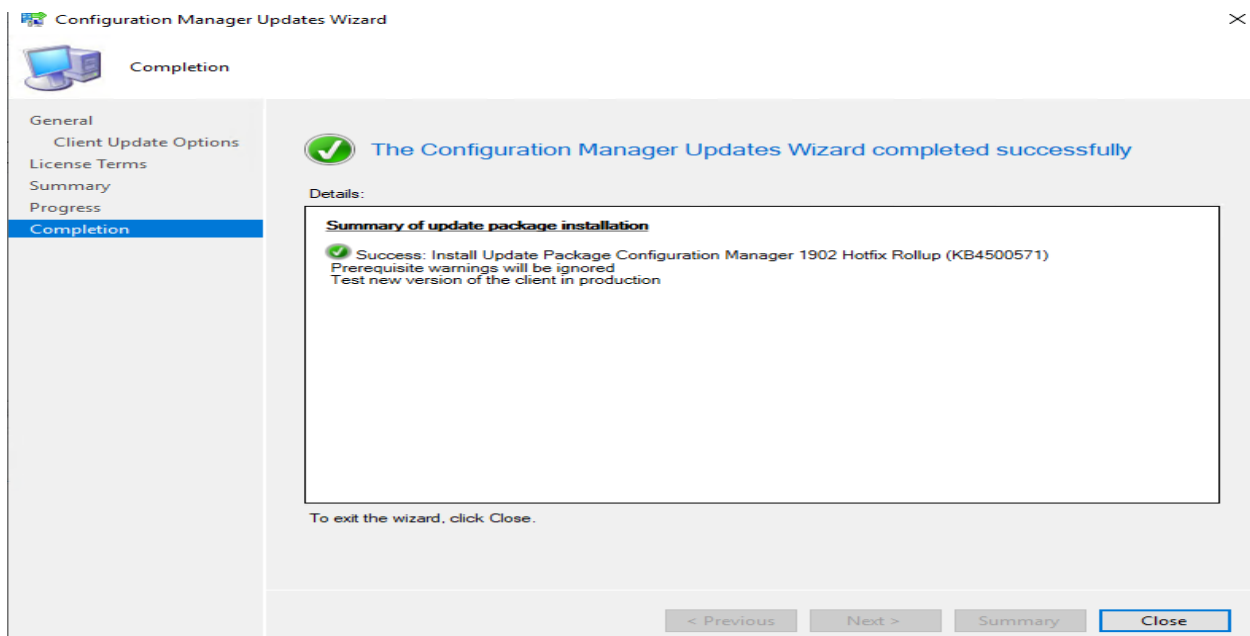 Configuration Manager Updates Wizard
Completion
General
Client Update Options
License Terms
Summary
Progress
Completion
The Configuration Manager Updates Wizard completed successfully
Details:
Summary of update package installation
Success: Install Update Package Configuration Manager 1902 Hotfix Rollup (KB4500571)
Prerequisite warnings will be ignored
Test new version of the client in production
To exit the wizard, click Close.
< Previous
Next >
Summary
Close